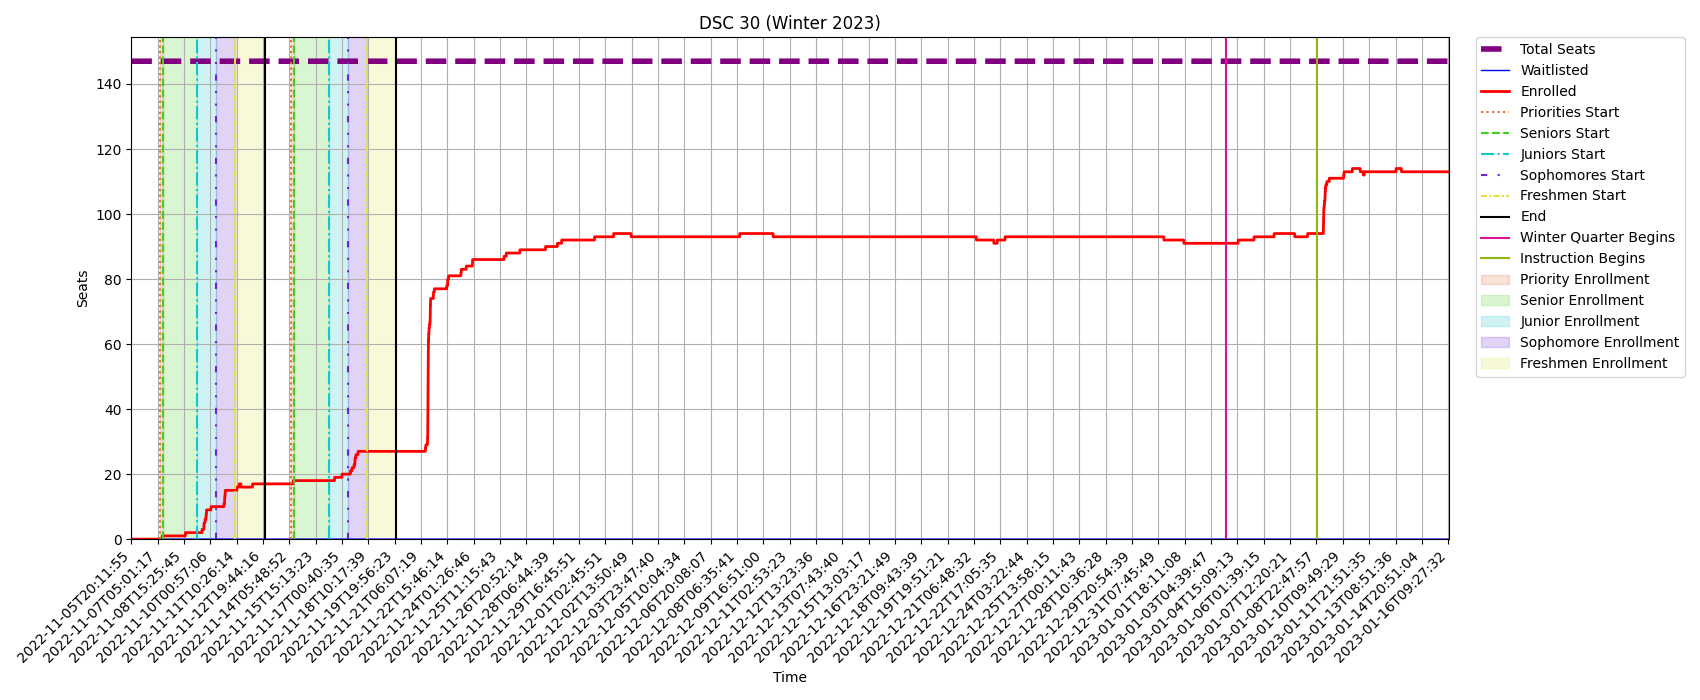 DSC 30 (Winter 2023)
Total Seats
Waitlisted
Enrolled
Priorities Start
Seniors Start
Juniors Start
Sophomores Start
Freshmen Start
End
Winter Quarter Begins
Instruction Begins
Priority Enrollment
Senior Enrollment
Junior Enrollment
Sophomore Enrollment
Freshmen Enrollment
140
120
100
80
60
40
20
0
Seats
2022-11-05T20:11:55
2022-11-07T05:01:17
2022-11-08T15:25:45
2022-11-10T00:57:06
2022-11-11T10:26:14
2022-11-12T19:44:16
2022-11-14T05:48:52
2022-11-15T15:13:23
2022-11-17T00:40:35
2022-11-18T10:17:39
2022-11-19T19:56:23
2022-11-21T06:07:19
2022-11-22T15:46:14
2022-11-24T01:26:46
2022-11-25T11:15:43
2022-11-26T20:52:14
2022-11-28T06:44:39
2022-11-29T16:45:51
2022-12-01T02:45:51
2022-12-02T13:50:49
2022-12-03T23:47:40
2022-12-05T10:04:34
2022-12-06T20:08:07
2022-12-08T06:35:41
2022-12-09T16:51:00
2022-12-11T02:53:23
2022-12-12T13:23:36
2022-12-13T07:43:40
2022-12-15T13:03:17
2022-12-16T23:21:49
2022-12-18T09:43:39
2022-12-19T19:51:22
2022-12-21T06:48:32
2022-12-22T17:05:35
2022-12-24T03:22:44
2022-12-25T13:58:15
2022-12-27T00:11:43
2022-12-28T10:36:28
2022-12-29T20:54:39
2022-12-31T07:45:49
2023-01-01T18:11:08
2023-01-03T04:39:47
2023-01-04T15:09:13
2023-01-06T01:39:15
2023-01-07T12:20:21
2023-01-08T22:47:57
2023-01-10T09:49:29
2023-01-11T21:51:35
2023-01-13T08:51:36
2023-01-14T20:51:04
2023-01-16T09:27:32
Time